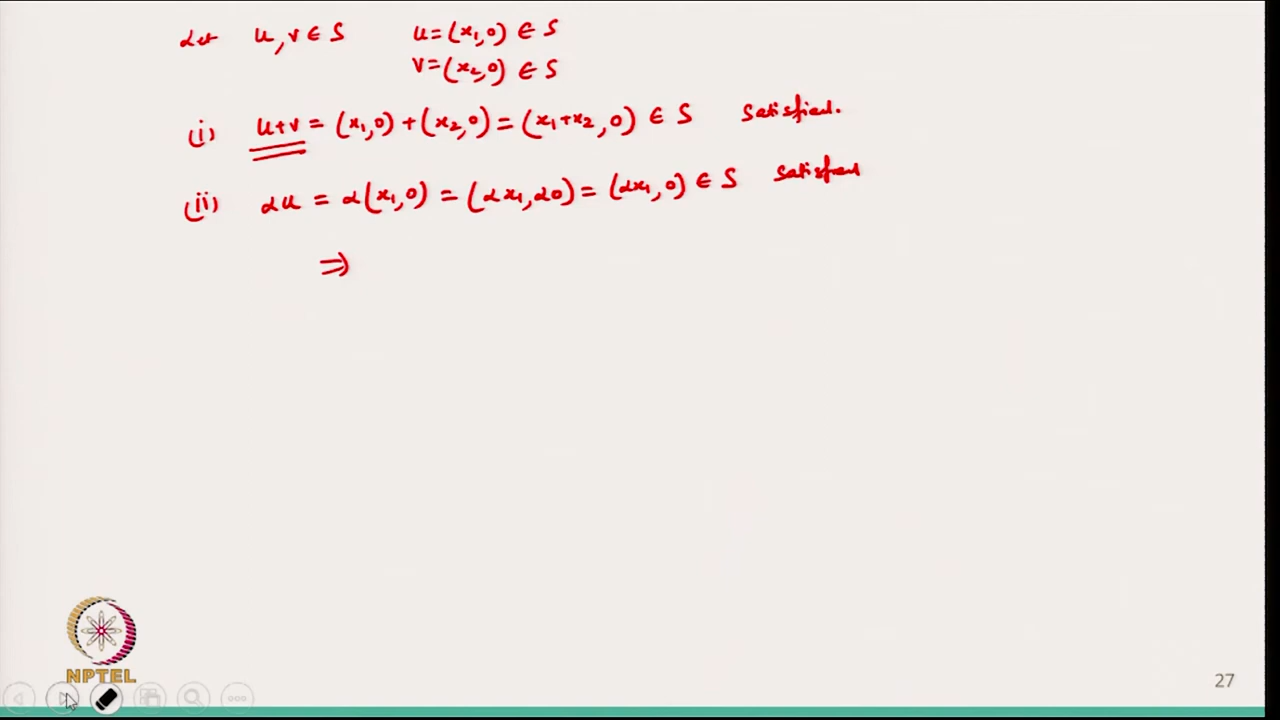 Let u, v ∈ S u = (x₁, 0) ∈ S
v = (x₂, 0) ∈ S
(i) u+v = (x₁, 0) + (x₂, 0) = (x₁+x₂, 0) ∈ S Satisfied.
(ii) αu = α(x₁, 0) = (αx₁, α0) = (αx₁, 0) ∈ S Satisfied
⇒
NPTEL
27